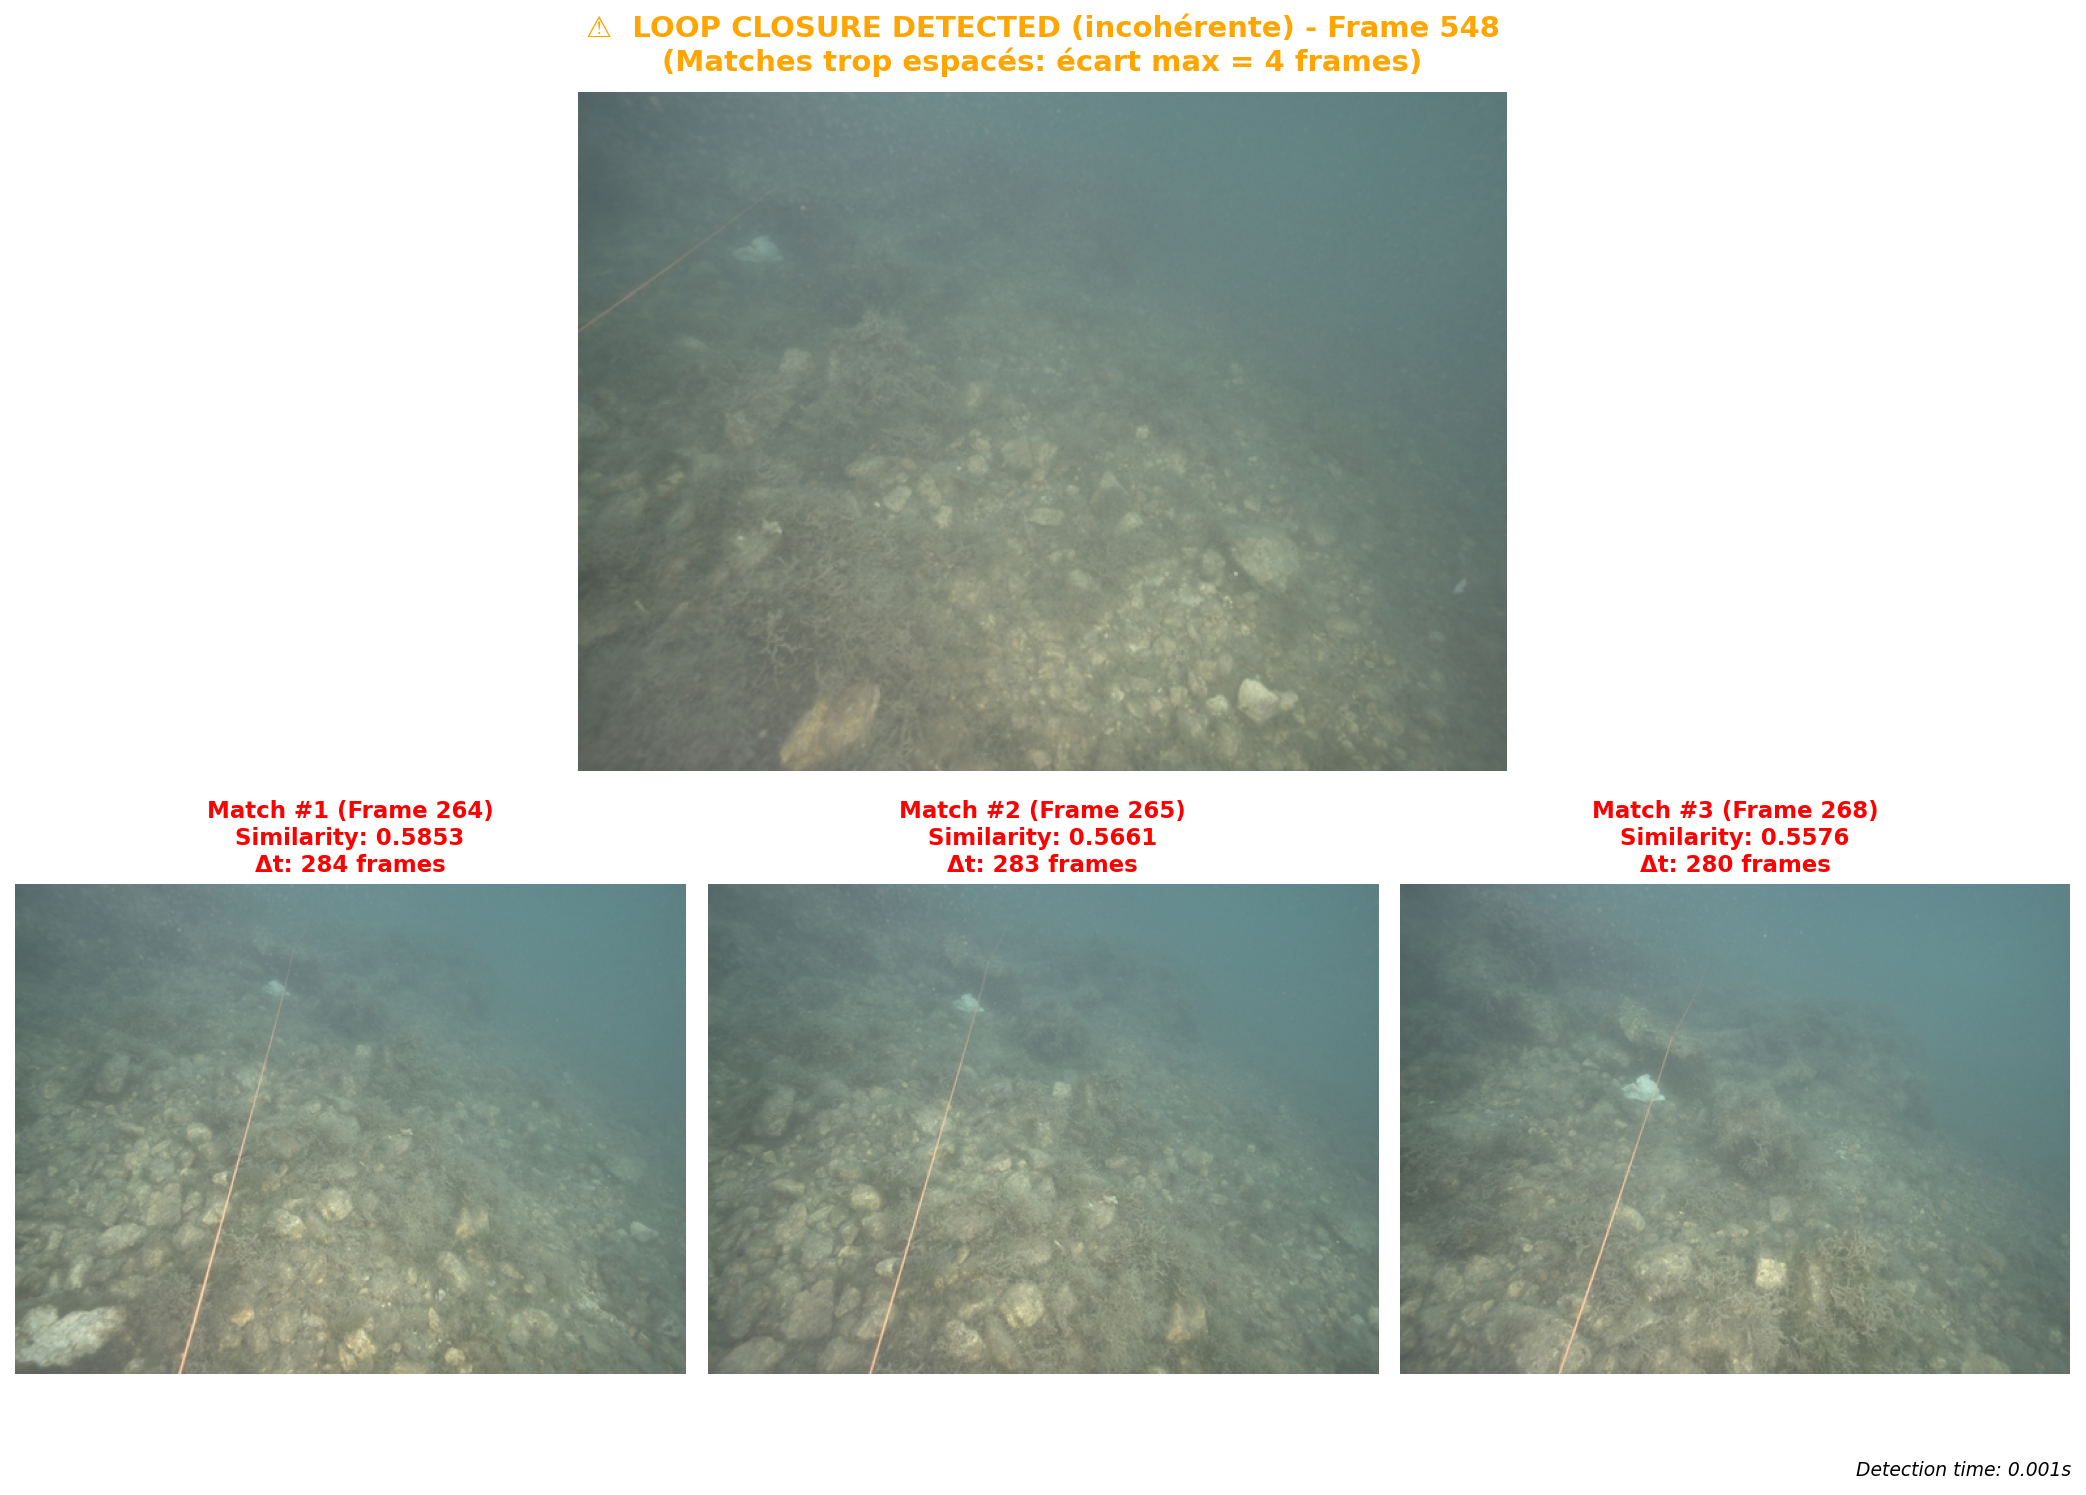 ⚠ LOOP CLOSURE DETECTED (incohérente) - Frame 548
(Matches trop espacés: écart max = 4 frames)
Match #1 (Frame 264)
Similarity: 0.5853
Δt: 284 frames
Match #2 (Frame 265)
Similarity: 0.5661
Δt: 283 frames
Match #3 (Frame 268)
Similarity: 0.5576
Δt: 280 frames
Detection time: 0.001s